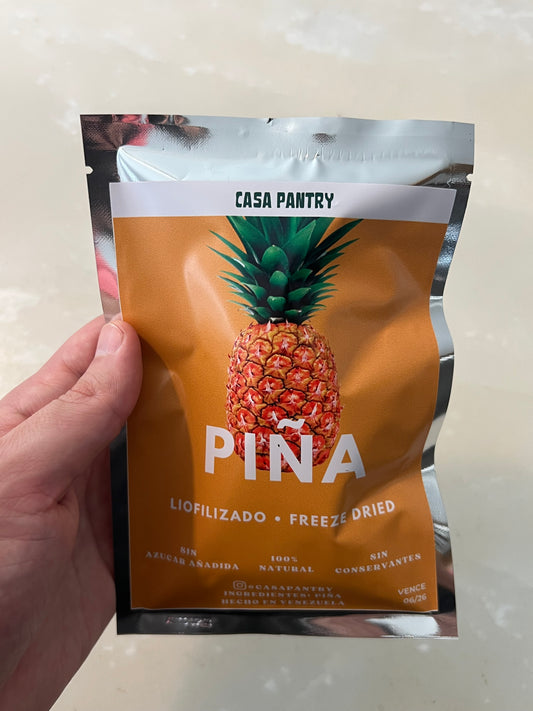 CASA PANTRY
PIÑA
LIOFILIZADO • FREEZE DRIED
SIN
AZUCAR AÑADIDA
100%
NATURAL
SIN
CONSERVANTES
@CASAPANTRY
INGREDIENTES: PIÑA
HECHO EN VENEZUELA
VENCE
06/26